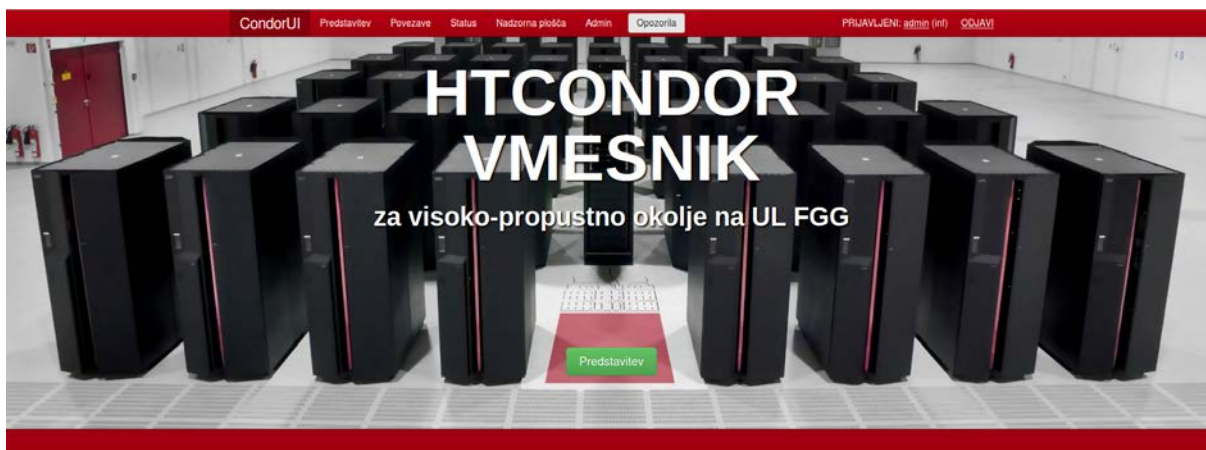 CondorUI Predstavitev Povezave Status Nadzorna plošča Admin Opozorila PRIJAVLJENI: admin (inf) ODJAVI
HTCONDOR
VMESNIK
za visoko-propustno okolje na UL FGG
Predstavitev